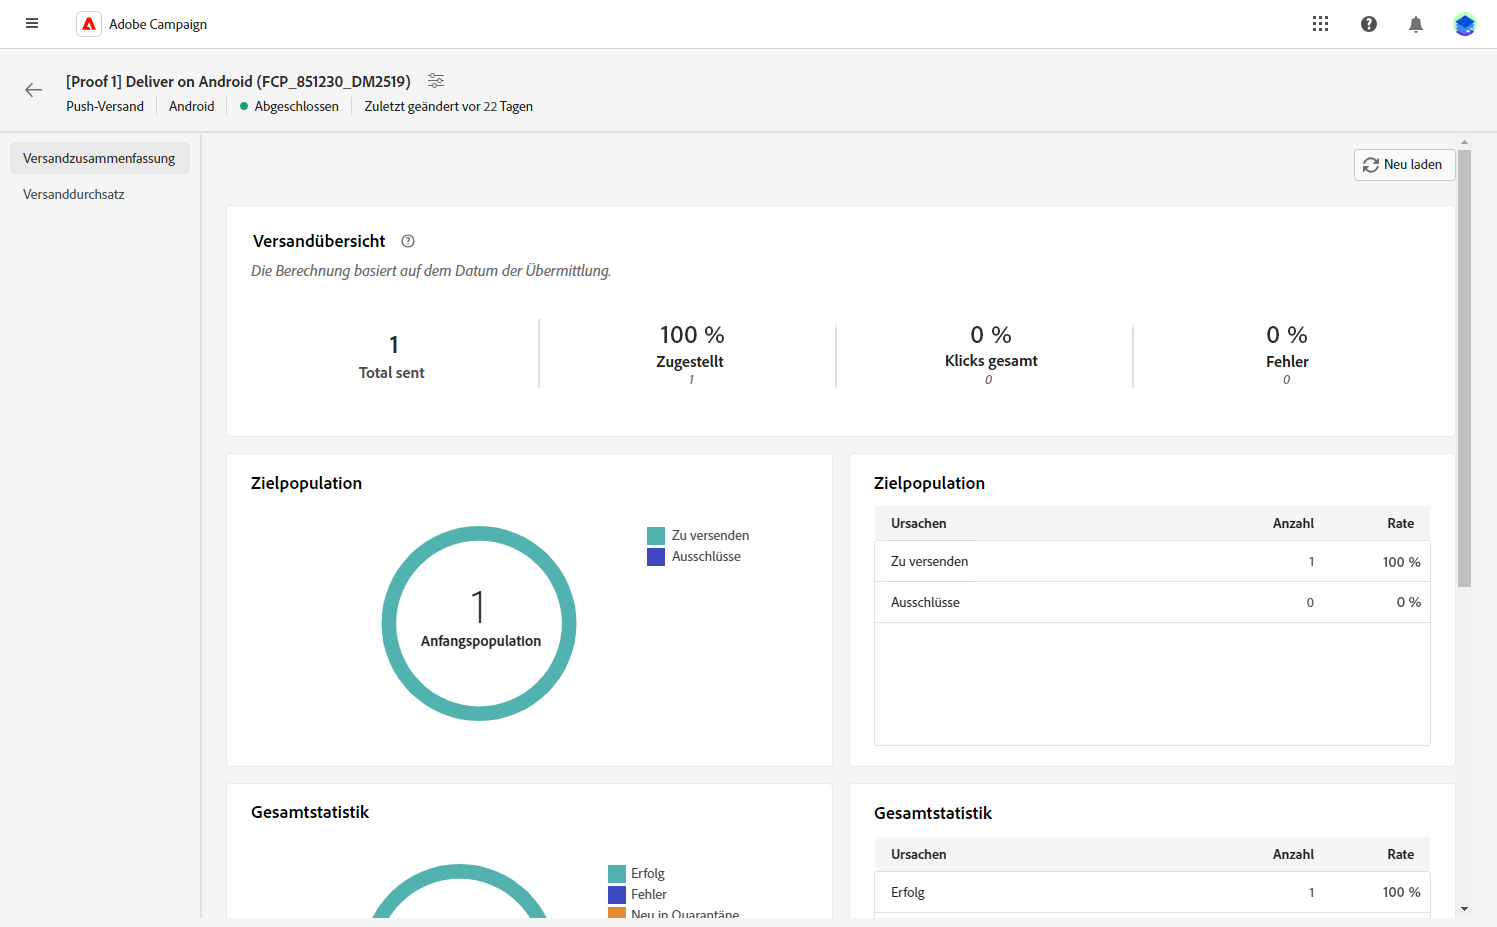 Adobe Campaign
[Proof 1] Deliver on Android (FCP_851230_DM2519)
Push-Versand Android Abgeschlossen Zuletzt geändert vor 22 Tagen
Versandzusammenfassung
Versanddurchsatz
Neu laden
Versandübersicht
Die Berechnung basiert auf dem Datum der Übermittlung.
1
Total sent
100 %
Zugestellt
1
0 %
Klicks gesamt
0
0 %
Fehler
0
Zielpopulation
Zu versenden
Ausschlüsse
1
Anfangspopulation
Zielpopulation
Ursachen Anzahl Rate
Zu versenden 1 100 %
Ausschlüsse 0 0 %
Gesamtstatistik
Erfolg
Fehler
Neu in Quarantäne
Gesamtstatistik
Ursachen Anzahl Rate
Erfolg 1 100 %